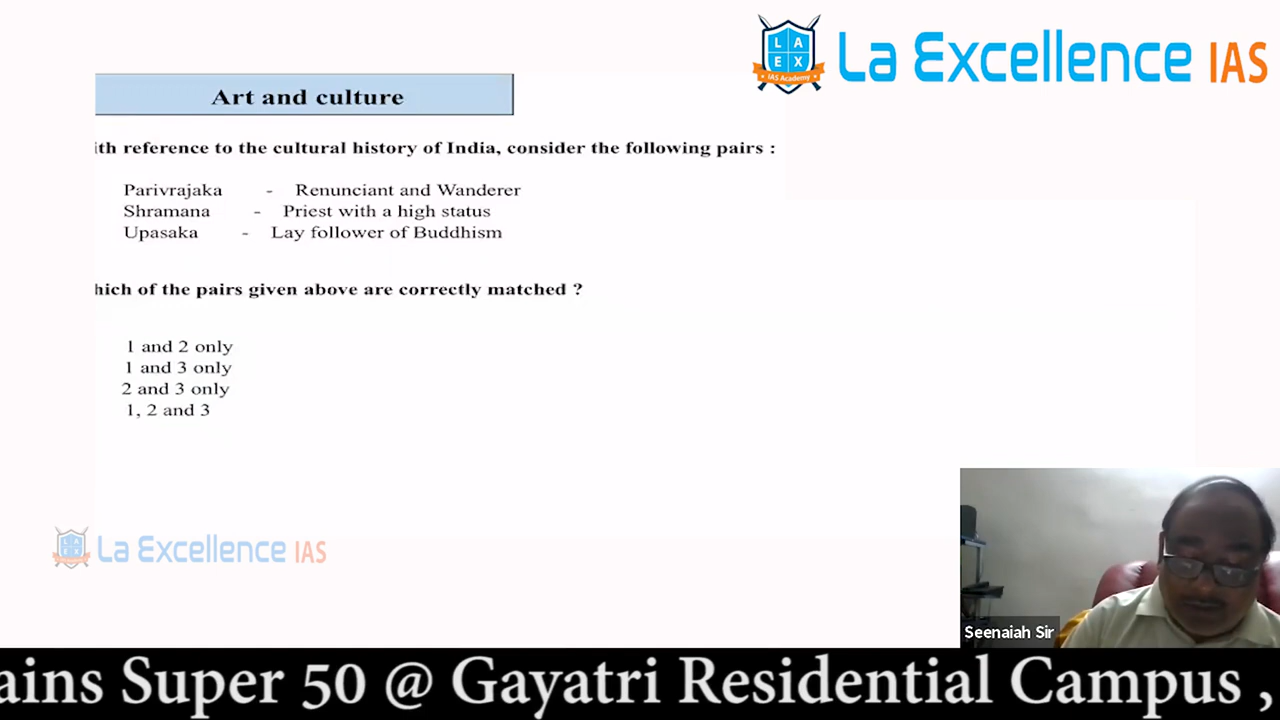 L A
E X
IAS Academy
La Excellence IAS
Art and culture
ith reference to the cultural history of India, consider the following pairs :
Parivrajaka - Renunciant and Wanderer
Shramana - Priest with a high status
Upasaka - Lay follower of Buddhism
hich of the pairs given above are correctly matched ?
1 and 2 only
1 and 3 only
2 and 3 only
1, 2 and 3
La Excellence IAS
Seenaiah Sir
ains Super 50 @ Gayatri Residential Campus ,